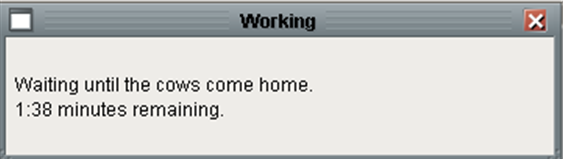 Working
Waiting until the cows come home.
1:38 minutes remaining.